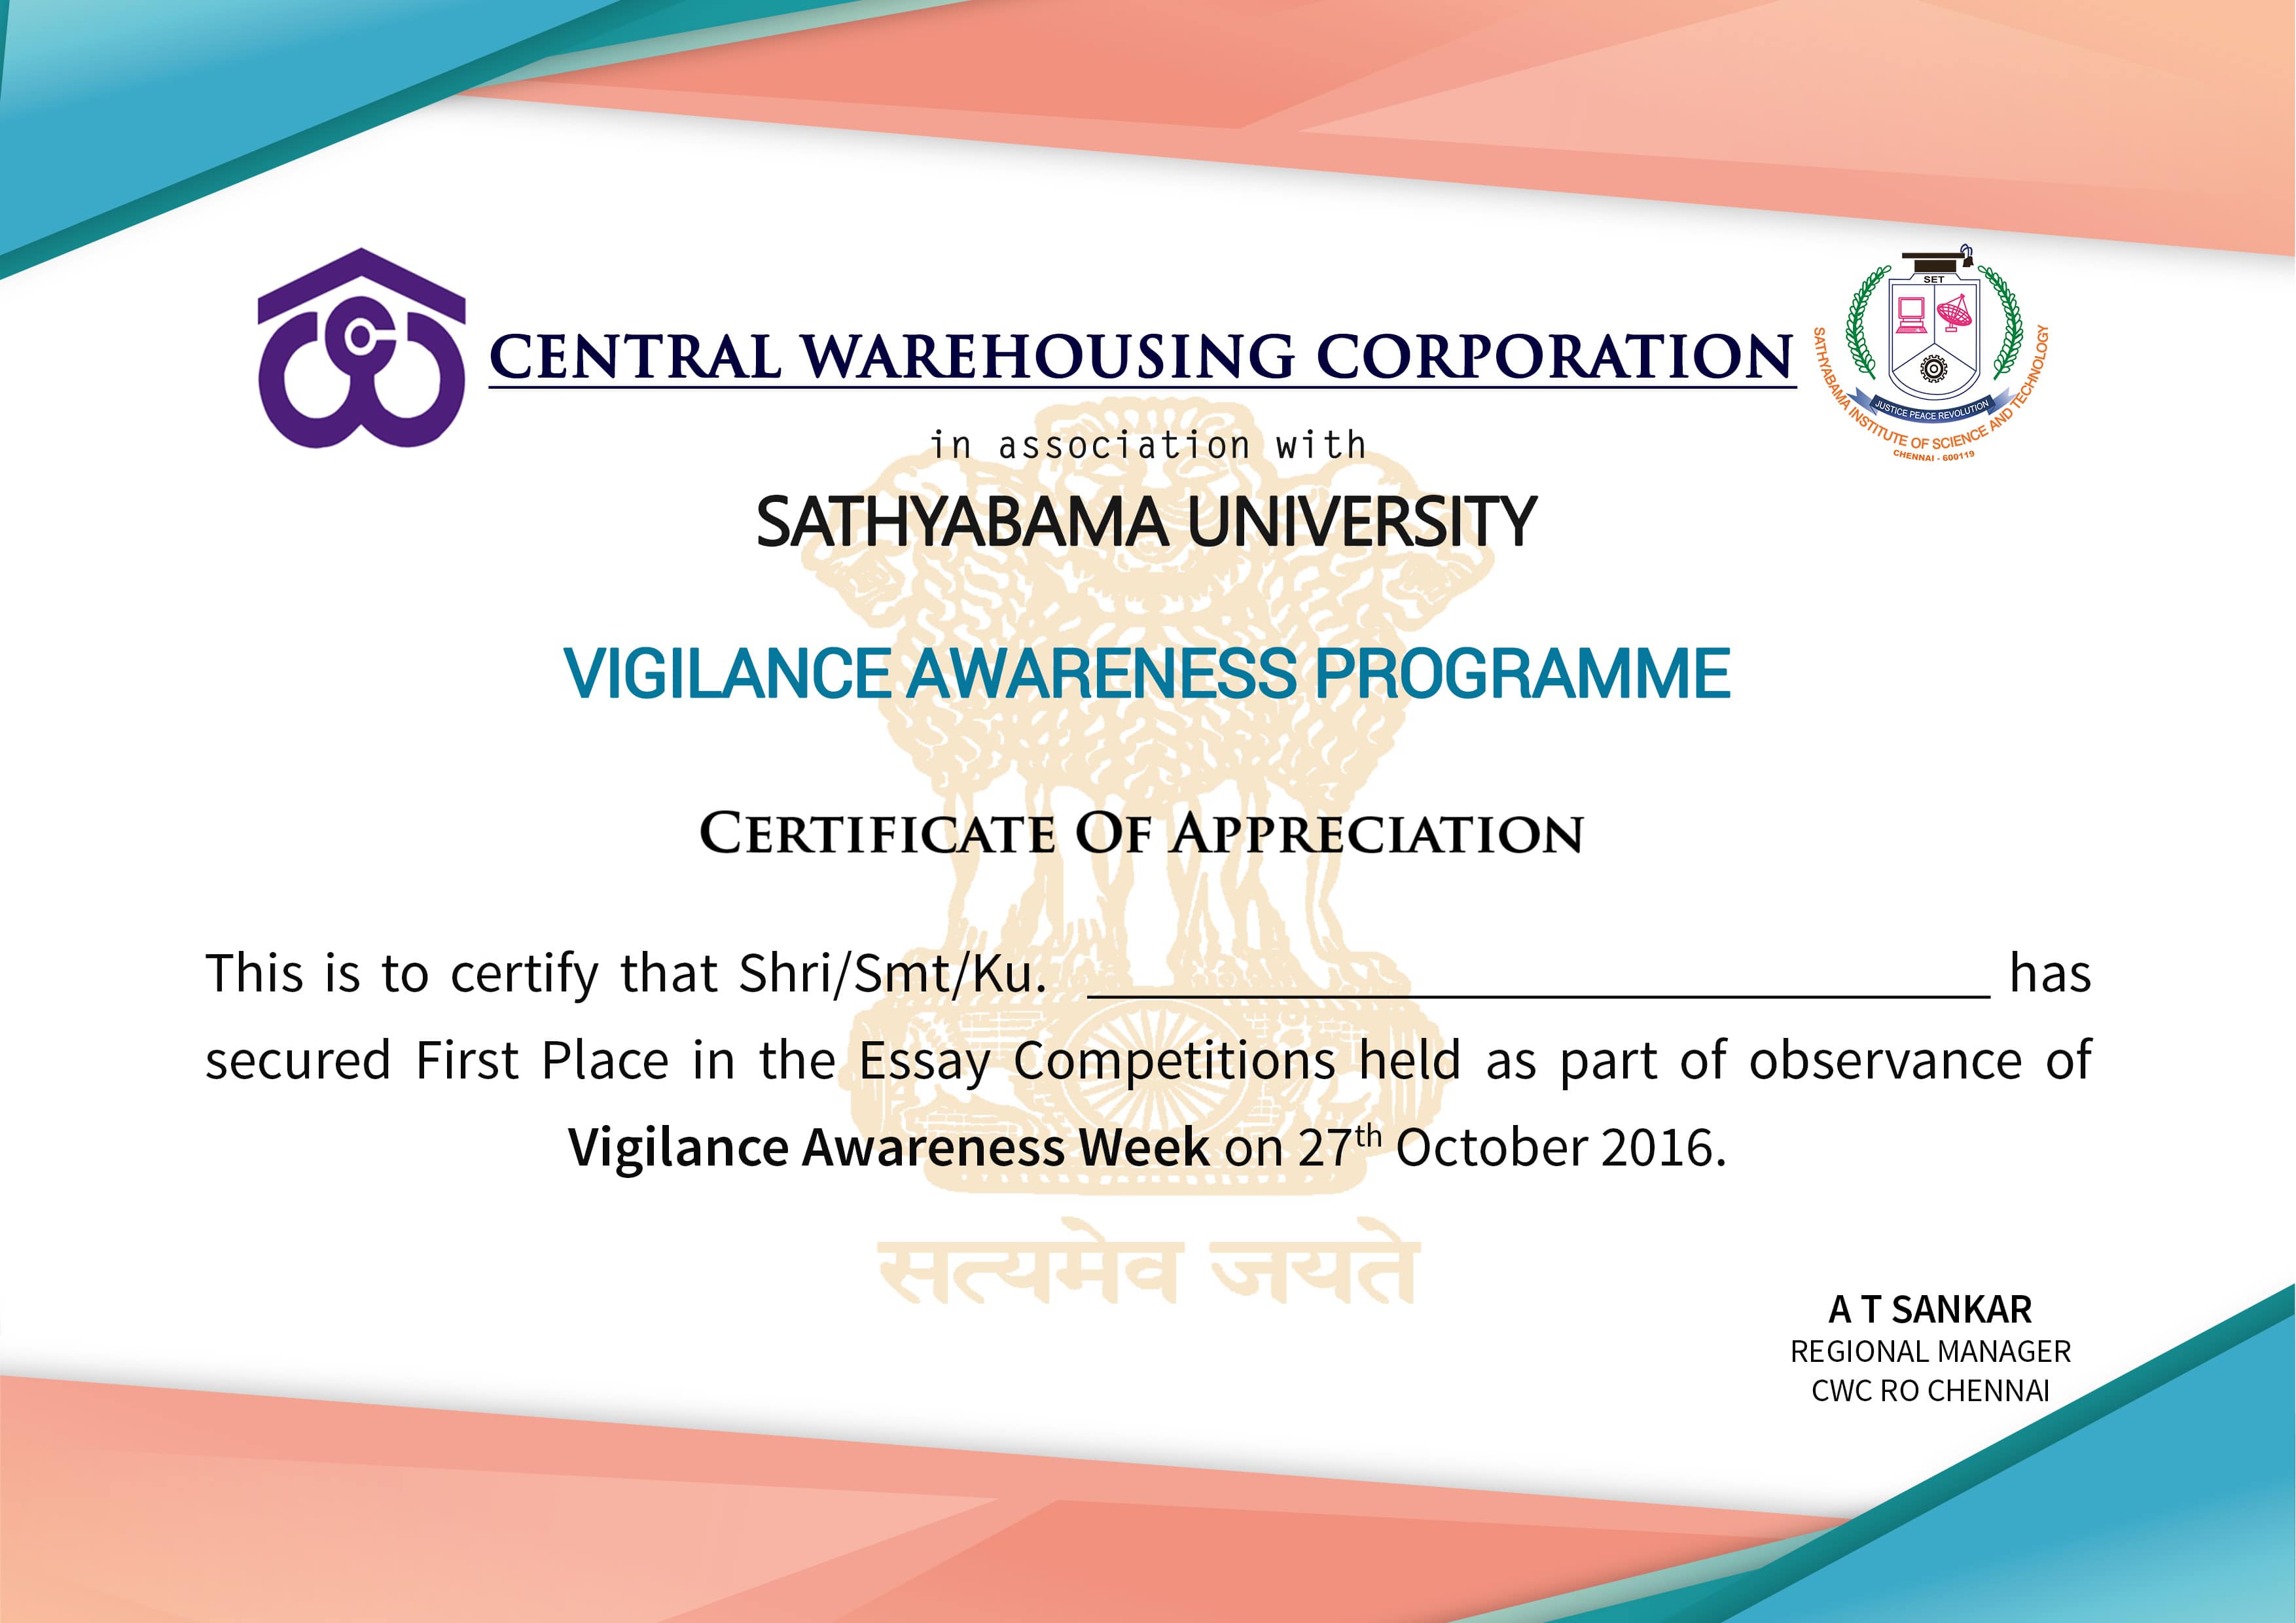 CENTRAL WAREHOUSING CORPORATION
SET
JUSTICE PEACE REVOLUTION
SATHYABAMA INSTITUTE OF SCIENCE AND TECHNOLOGY
CHENNAI - 600119
in association with
SATHYABAMA UNIVERSITY
VIGILANCE AWARENESS PROGRAMME
CERTIFICATE OF APPRECIATION
This is to certify that Shri/Smt/Ku. ______________________________ has
secured First Place in the Essay Competitions held as part of observance of
Vigilance Awareness Week on 27th October 2016.
सत्यमेव जयते
A T SANKAR
REGIONAL MANAGER
CWC RO CHENNAI